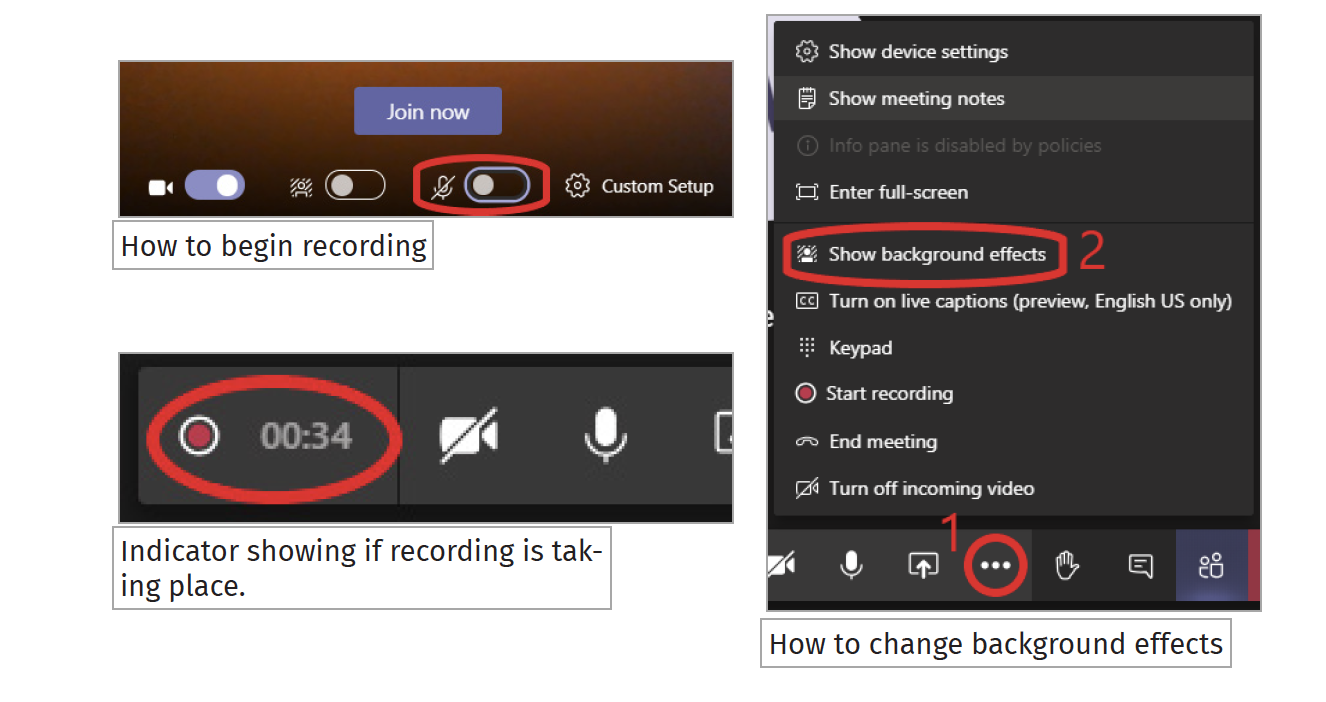 Join now
Custom Setup
How to begin recording
00:34
Indicator showing if recording is tak-
ing place.
Show device settings
Show meeting notes
Info pane is disabled by policies
Enter full-screen
Show background effects 2
CC Turn on live captions (preview, English US only)
Keypad
Start recording
End meeting
Turn off incoming video
1
How to change background effects